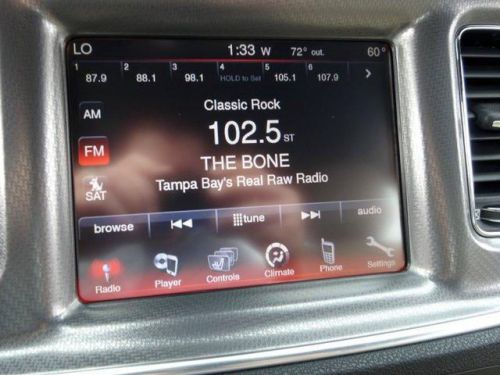 LO 1:33 W 72° out. 60°
1 2 3 4 5 6
87.9 88.1 98.1 HOLD to Set 105.1 107.9 >
AM
Classic Rock
102.5 ST
FM
THE BONE
SAT
Tampa Bay's Real Raw Radio
browse tune audio
Radio Player Controls Climate Phone Settings